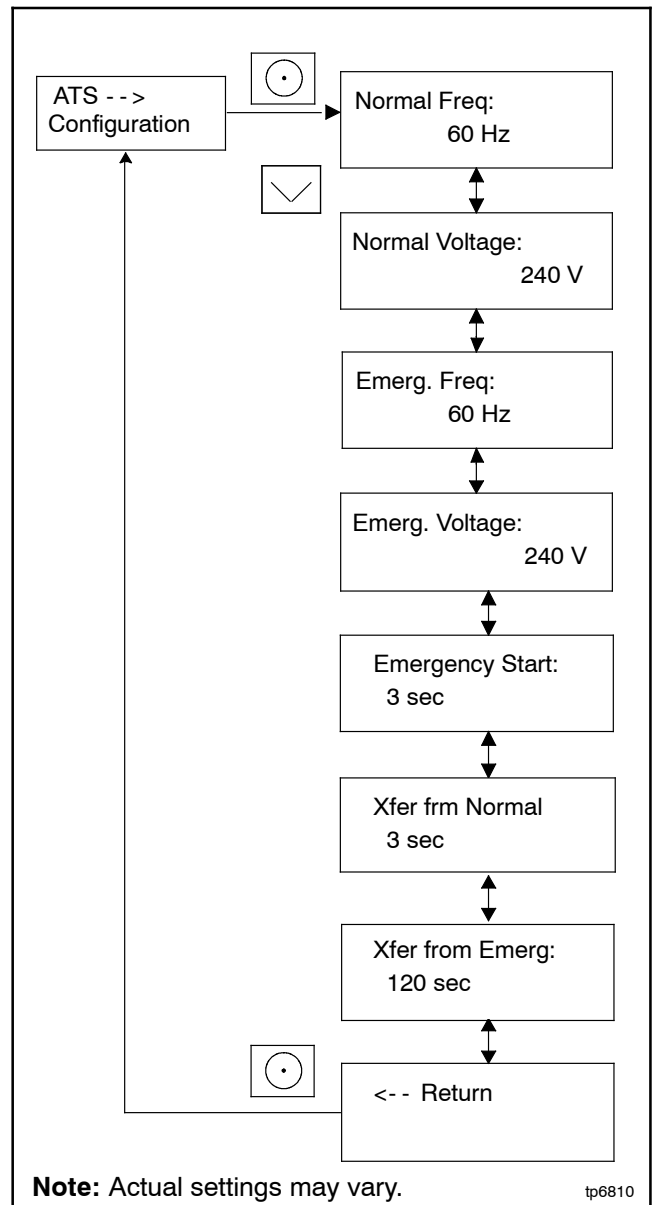 ATS - ->
Configuration
Normal Freq:
60 Hz
Normal Voltage:
240 V
Emerg. Freq:
60 Hz
Emerg. Voltage:
240 V
Emergency Start:
3 sec
Xfer frm Normal
3 sec
Xfer from Emerg:
120 sec
<- - Return
Note: Actual settings may vary.
tp6810